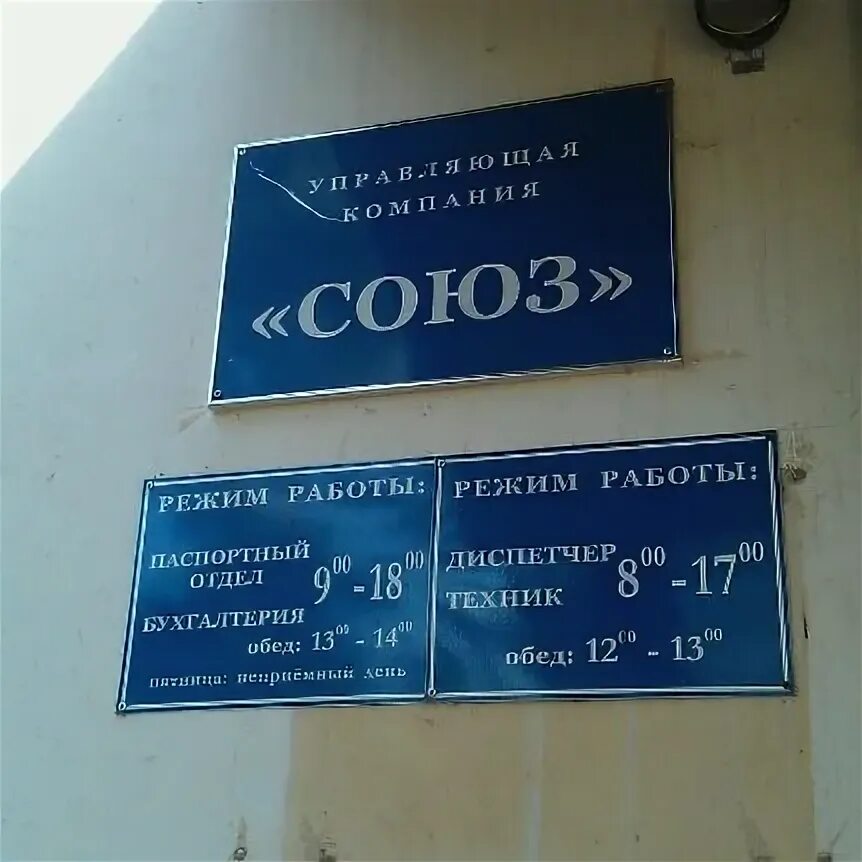 УПРАВЛЯЮЩАЯ
КОМПАНИЯ
«СОЮЗ»
РЕЖИМ РАБОТЫ:
ПАСПОРТНЫЙ
ОТДЕЛ
9⁰⁰ -18⁰⁰
БУХГАЛТЕРИЯ
обед: 13⁰⁰ - 14⁰⁰
пятница: неприёмный день
РЕЖИМ РАБОТЫ:
ДИСПЕТЧЕР
ТЕХНИК
8⁰⁰ -17⁰⁰
обед: 12⁰⁰ - 13⁰⁰